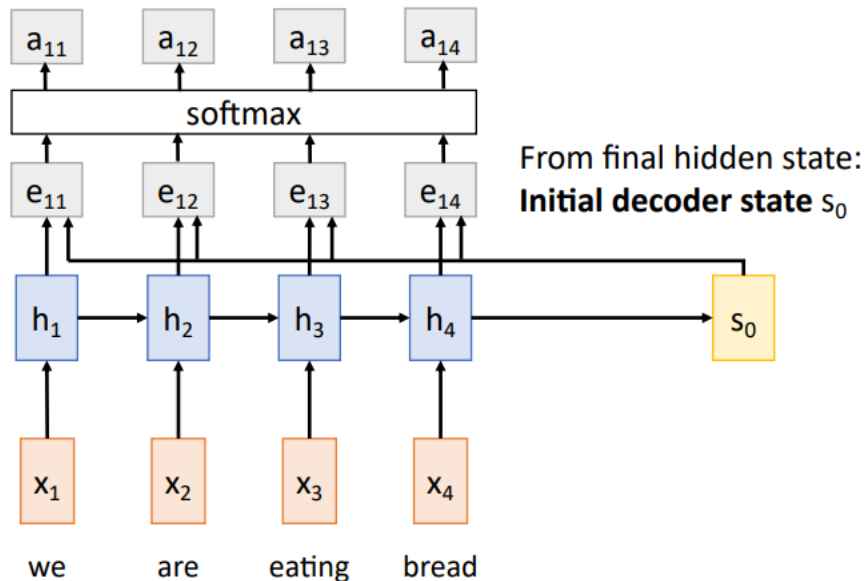 a₁₁ a₁₂ a₁₃ a₁₄
softmax
e₁₁ e₁₂ e₁₃ e₁₄
From final hidden state:
Initial decoder state s₀
h₁ h₂ h₃ h₄ s₀
x₁ x₂ x₃ x₄
we are eating bread